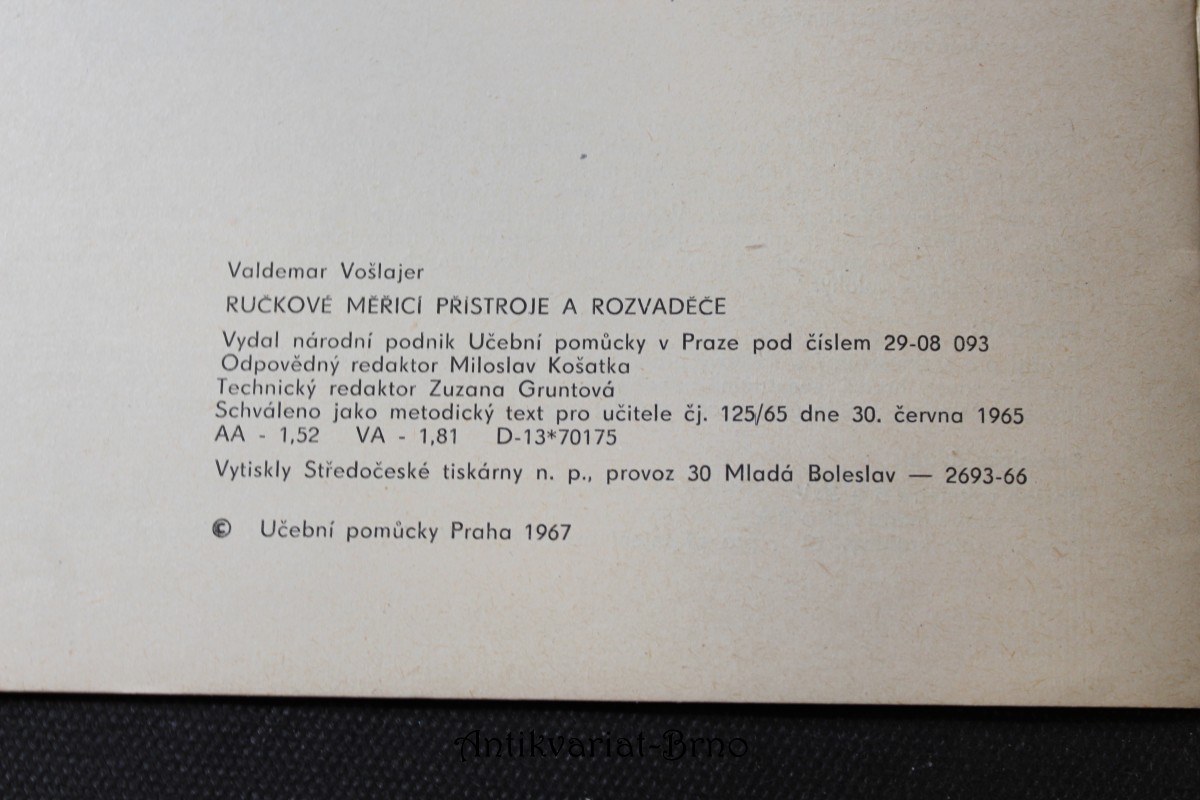 Valdemar Vošlajer
RUČKOVÉ MĚŘICÍ PŘÍSTROJE A ROZVADĚČE
Vydal národní podnik Učební pomůcky v Praze pod číslem 29-08 093
Odpovědný redaktor Miloslav Košatka
Technický redaktor Zuzana Gruntová
Schváleno jako metodický text pro učitele čj. 125/65 dne 30. června 1965
AA - 1,52 VA - 1,81 D-13*70175
Vytiskly Středočeské tiskárny n. p., provoz 30 Mladá Boleslav — 2693-66
© Učební pomůcky Praha 1967
Antikvariat-Brno